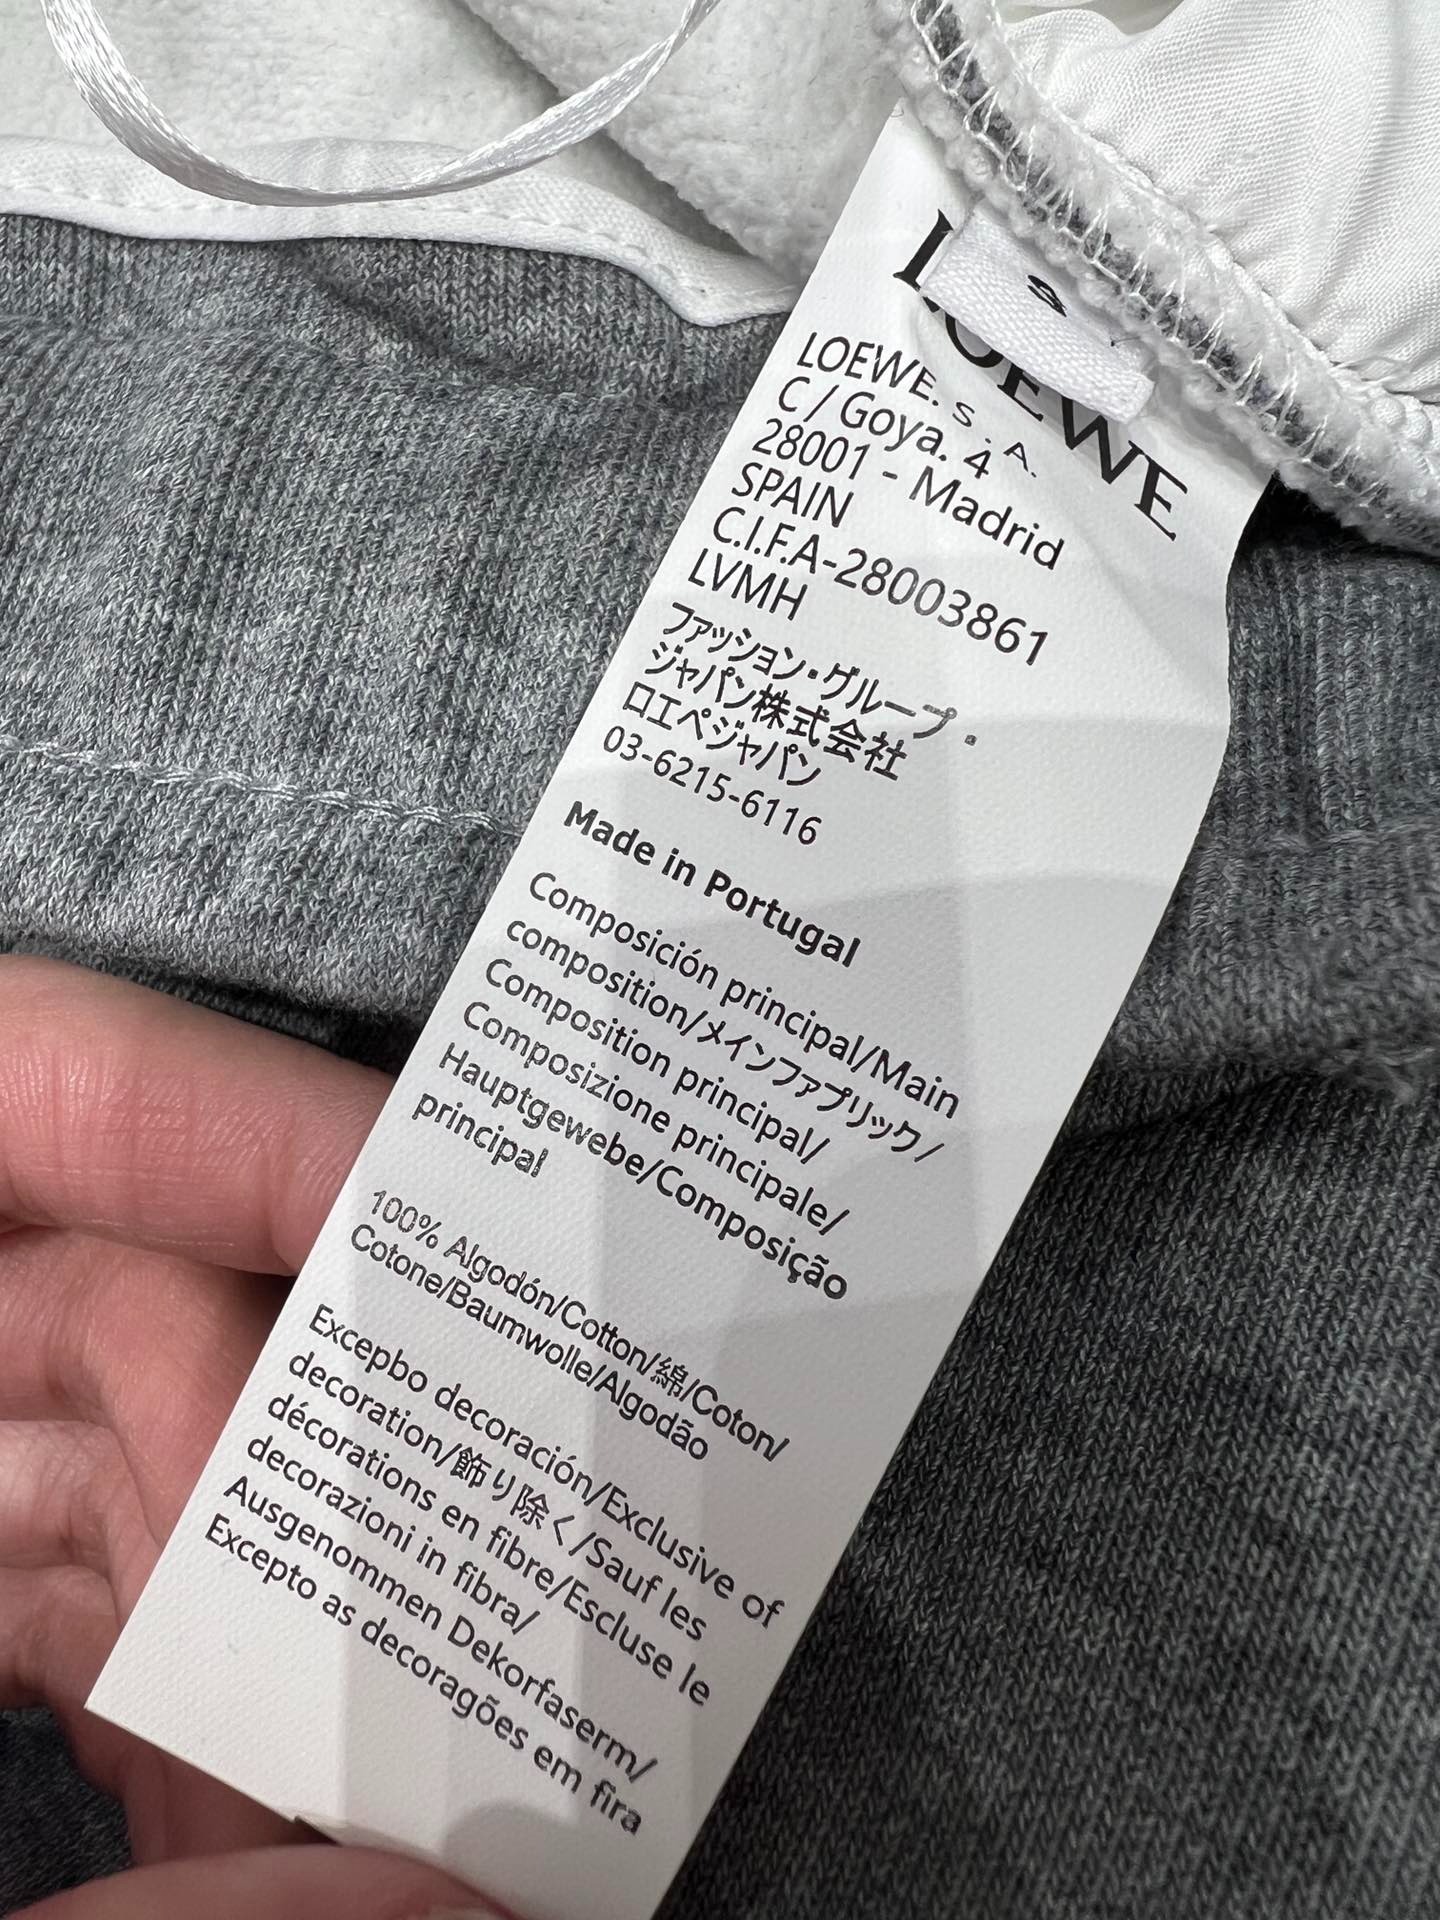 LOEWE
S
LOEWE. S.A.
C/ Goya. 4
28001 - Madrid
SPAIN
C.I.F.A-28003861
LVMH
ファッション・グループ・
ジャパン株式会社
ロエペジャパン
03-6215-6116
Made in Portugal
Composición principal/Main
composition/メインファプリック/
Composition principal/
Composizione principale/
Hauptgewebe/Composição
principal
100% Algodón/Cotton/綿/Coton/
Cotone/Baumwolle/Algodão
Excepbo decoración/Exclusive of
decoration/飾り除く/Sauf les
décorations en fibre/Escluse le
decorazioni in fibra/
Ausgenommen Dekorfaserm/
Excepto as decoragões em fira